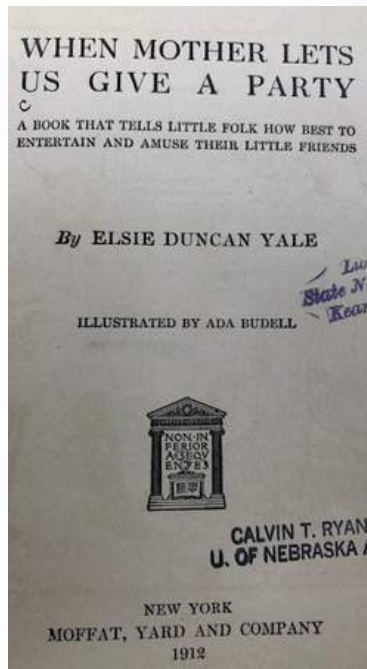 WHEN MOTHER LETS
US GIVE A PARTY
A BOOK THAT TELLS LITTLE FOLK HOW BEST TO
ENTERTAIN AND AMUSE THEIR LITTLE FRIENDS
By ELSIE DUNCAN YALE
State
ILLUSTRATED BY ADA BUDELL
NON·IN
FERIOR
A·SEQV
ENTES
CALVIN T. RYAN
U. OF NEBRASKA
NEW YORK
MOFFAT, YARD AND COMPANY
1912